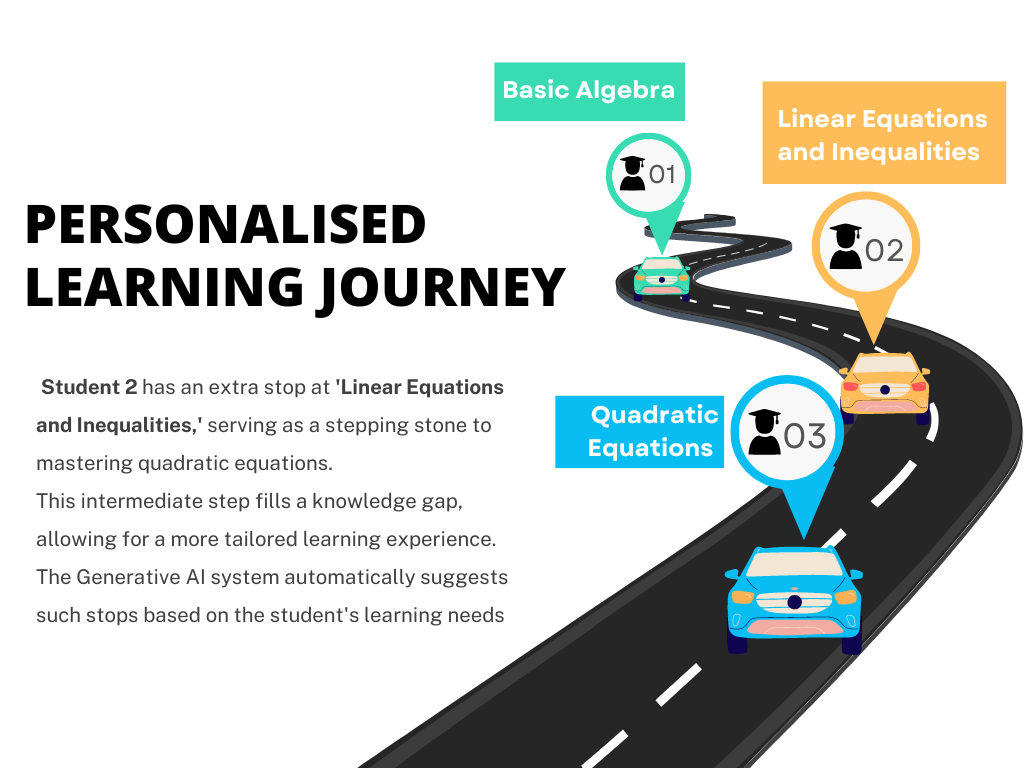 Basic Algebra
Linear Equations
and Inequalities
01
02
PERSONALISED
LEARNING JOURNEY
Student 2 has an extra stop at 'Linear Equations
and Inequalities,' serving as a stepping stone to
mastering quadratic equations.
This intermediate step fills a knowledge gap,
allowing for a more tailored learning experience.
The Generative AI system automatically suggests
such stops based on the student's learning needs
Quadratic
Equations
03